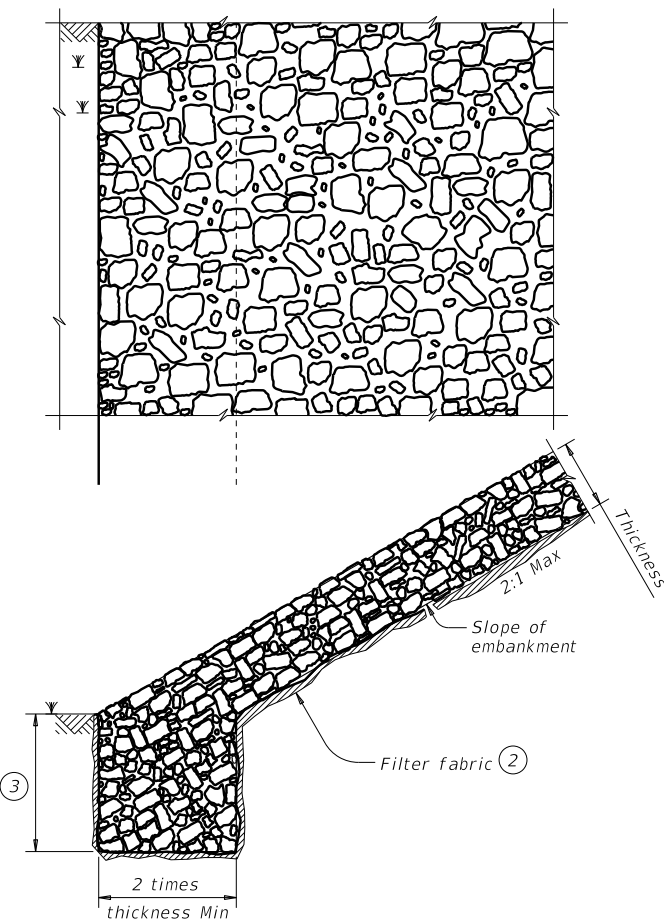 Thickness
2:1 Max
Slope of
embankment
Filter fabric 2
3
2 times
thickness Min